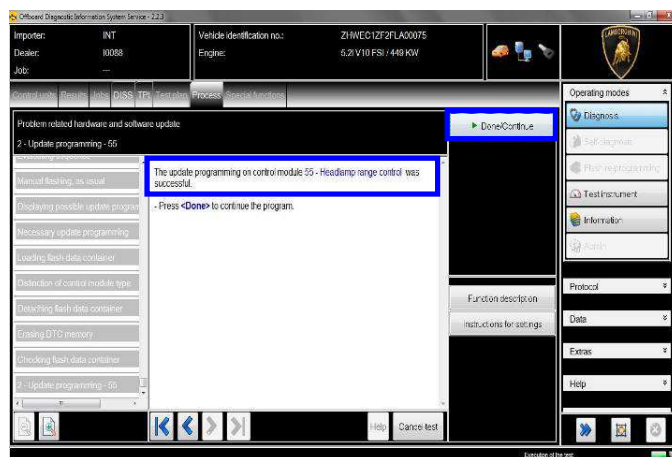 Offboard Diagnostic Information System Service - 2.2.3
Importer: INT
Dealer: I0088
Job: ---
Vehicle identification no.: ZHWEC1ZF2FLA00075
Engine: 5.2l V10 FSI / 449 KW
LAMBORGHINI
Control units Results Jobs DISS TPI Test plan Process Special functions
Problem related hardware and software update
2 - Update programming - 55
Manual flashing, as usual
Displaying possible update program
Necessary update programming
Loading flash data container
Distinction of control module type
Detaching flash data container
Erasing DTC memory
Checking flash data container
2 - Update programming - 55
The update programming on control module 55 - Headlamp range control was
successful.
- Press <Done> to continue the program.
Done/Continue
Function description
Instructions for settings
Help
Cancel test
Operating modes
Diagnosis
Self-diagnosis
Flash reprogramming
Test instrument
Information
Admin
Protocol
Data
Extras
Help
Execution of the test